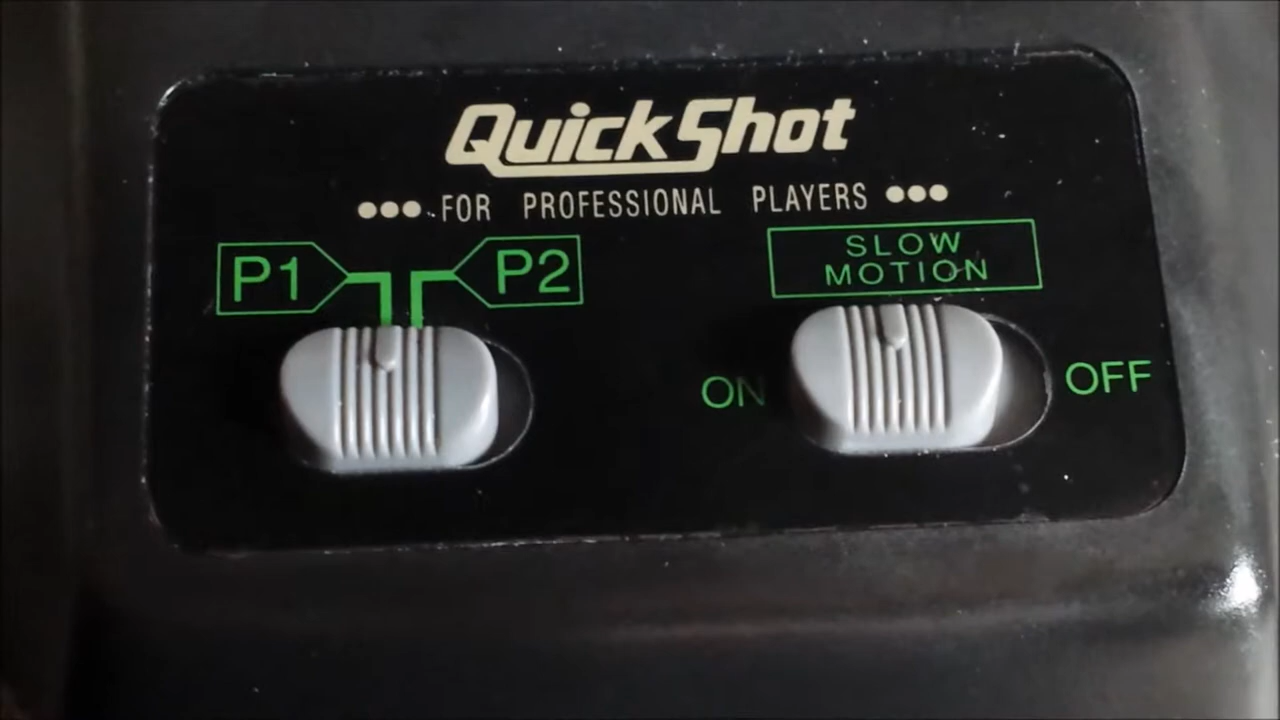 QuickShot
••• FOR PROFESSIONAL PLAYERS •••
P1 P2
SLOW
MOTION
ON OFF